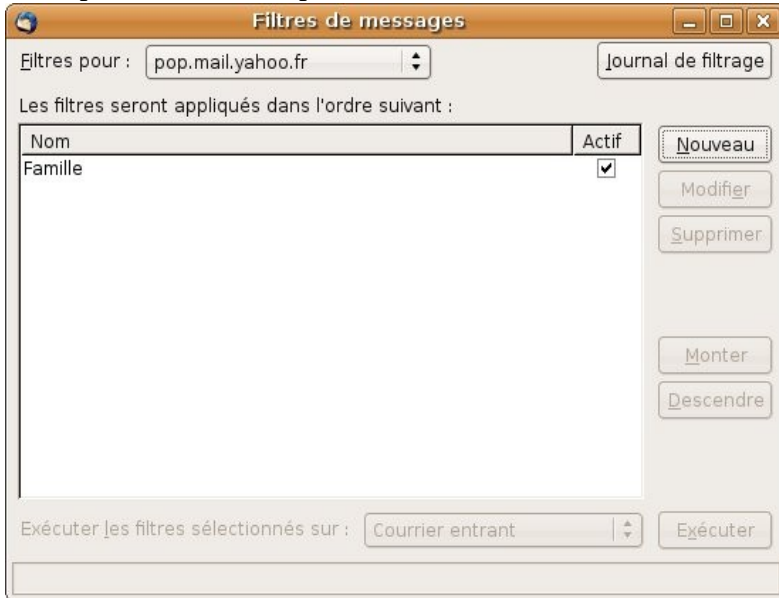 Filtres de messages
Filtres pour : pop.mail.yahoo.fr Journal de filtrage
Les filtres seront appliqués dans l'ordre suivant :
Nom Actif Nouveau
Famille
Modifier
Supprimer
Monter
Descendre
Exécuter les filtres sélectionnés sur : Courrier entrant Exécuter